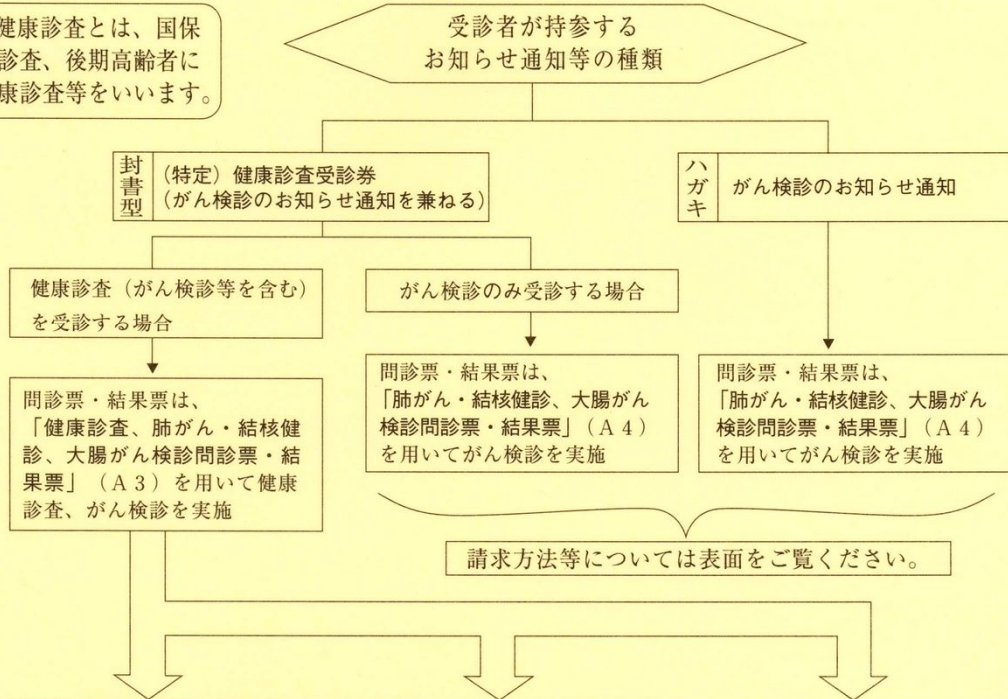 健康診査とは、国保
診査、後期高齢者に
康診査等をいいます。
受診者が持参する
お知らせ通知等の種類
封書型
（特定）健康診査受診券
（がん検診のお知らせ通知を兼ねる）
ハガキ
がん検診のお知らせ通知
健康診査（がん検診等を含む）
を受診する場合
がん検診のみ受診する場合
問診票・結果票は、
「健康診査、肺がん・結核健
診、大腸がん検診問診票・結
果票」（Ａ３）を用いて健康
診査、がん検診を実施
問診票・結果票は、
「肺がん・結核健診、大腸がん
検診問診票・結果票」（Ａ４）
を用いてがん検診を実施
問診票・結果票は、
「肺がん・結核健診、大腸がん
検診問診票・結果票」（Ａ４）
を用いてがん検診を実施
請求方法等については表面をご覧ください。